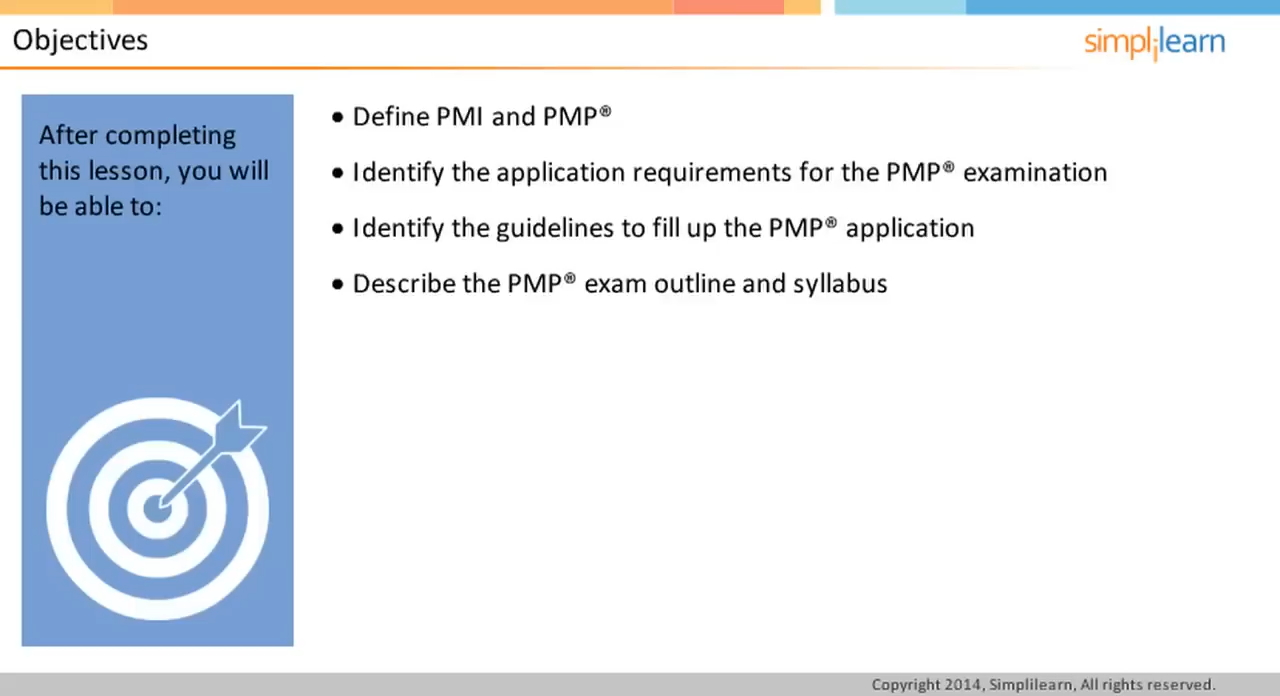 Objectives
simplilearn
After completing
this lesson, you will
be able to:
• Define PMI and PMP®
• Identify the application requirements for the PMP® examination
• Identify the guidelines to fill up the PMP® application
• Describe the PMP® exam outline and syllabus
Copyright 2014, Simplilearn, All rights reserved.